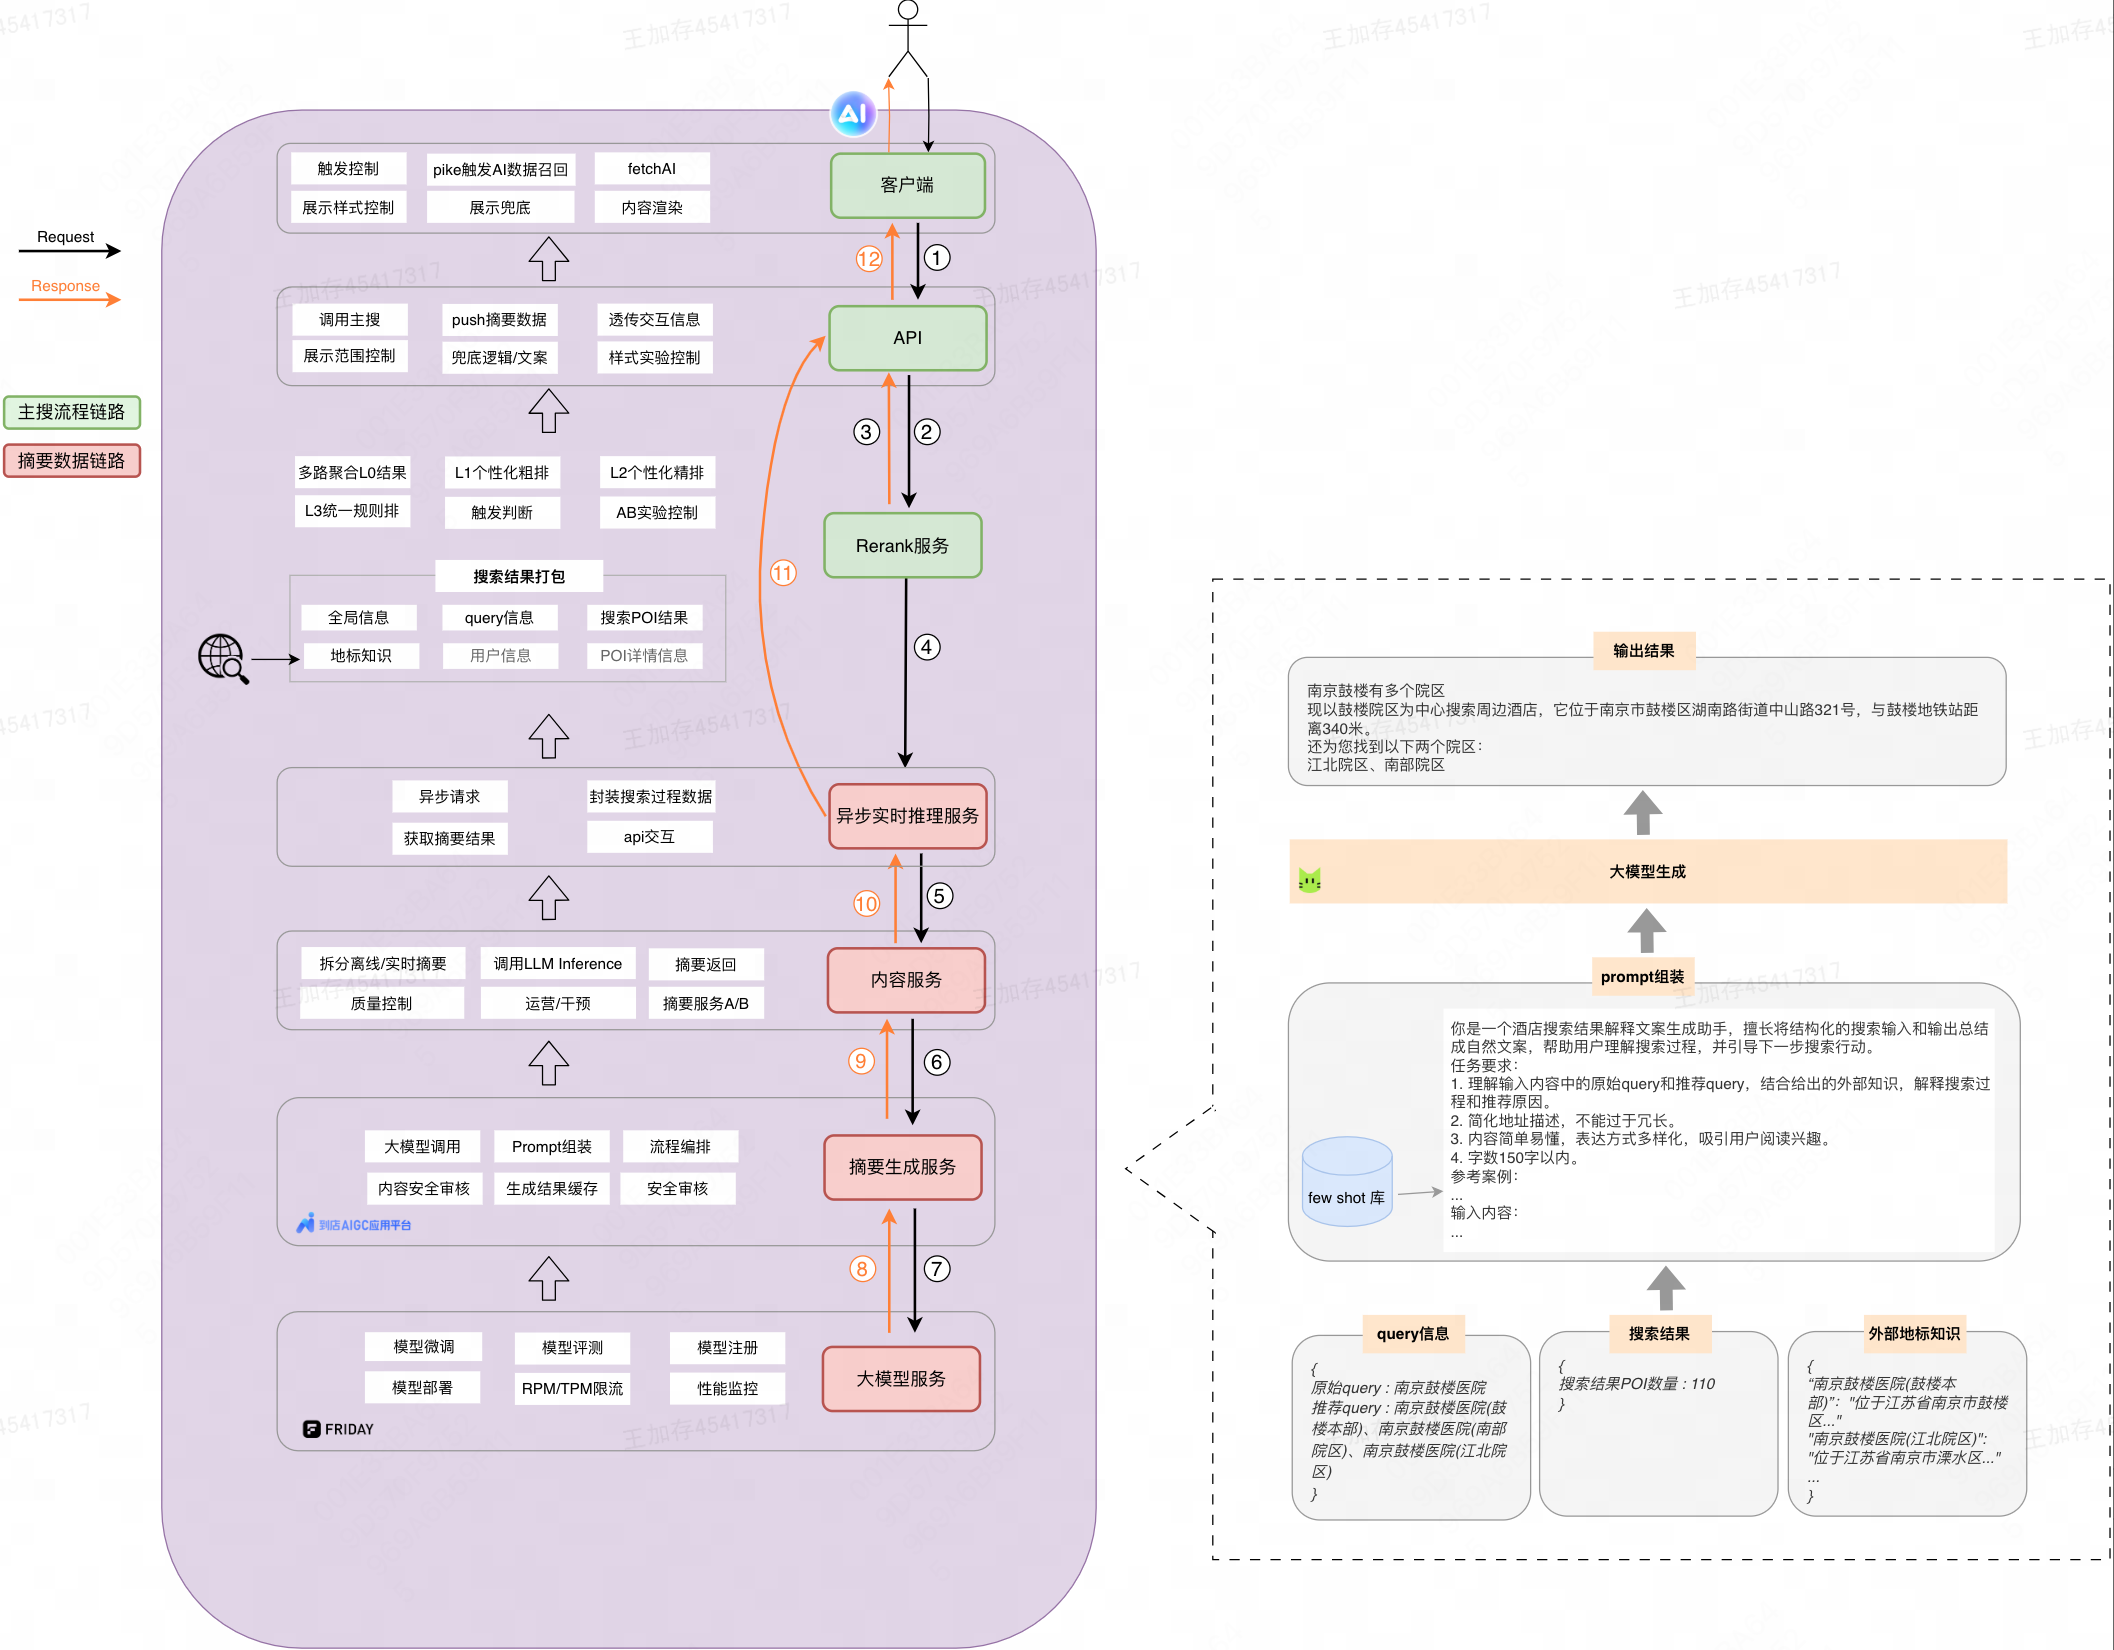 王加存45417317
AI
触发控制
pike触发AI数据召回
fetchAI
展示样式控制
展示兜底
内容渲染
客户端
Request
Response
12
1
调用主搜
push摘要数据
透传交互信息
展示范围控制
兜底逻辑/文案
样式实验控制
API
主搜流程链路
摘要数据链路
3
2
多路聚合L0结果
L1个性化粗排
L2个性化精排
L3统一规则排
触发判断
AB实验控制
Rerank服务
11
搜索结果打包
全局信息
query信息
搜索POI结果
地标知识
用户信息
POI详情信息
4
异步请求
封装搜索过程数据
获取摘要结果
api交互
异步实时推理服务
10
5
拆分离线/实时摘要
调用LLM Inference
摘要返回
质量控制
运营/干预
摘要服务A/B
内容服务
9
6
大模型调用
Prompt组装
流程编排
内容安全审核
生成结果缓存
安全审核
到店AIGC应用平台
摘要生成服务
8
7
模型微调
模型评测
模型注册
模型部署
RPM/TPM限流
性能监控
FRIDAY
大模型服务
输出结果
南京鼓楼有多个院区
现以鼓楼院区为中心搜索周边酒店，它位于南京市鼓楼区湖南路街道中山路321号，与鼓楼地铁站距
离340米。
还为您找到以下两个院区：
江北院区、南部院区
大模型生成
prompt组装
你是一个酒店搜索结果解释文案生成助手，擅长将结构化的搜索输入和输出总结
成自然文案，帮助用户理解搜索过程，并引导下一步搜索行动。
任务要求：
1. 理解输入内容中的原始query和推荐query，结合给出的外部知识，解释搜索过
程和推荐原因。
2. 简化地址描述，不能过于冗长。
3. 内容简单易懂，表达方式多样化，吸引用户阅读兴趣。
4. 字数150字以内。
参考案例：
...
输入内容：
...
few shot 库
query信息
{
原始query : 南京鼓楼医院
推荐query : 南京鼓楼医院(鼓
楼本部)、南京鼓楼医院(南部
院区)、南京鼓楼医院(江北院
区)
}
搜索结果
{
搜索结果POI数量 : 110
}
外部地标知识
{
“南京鼓楼医院(鼓楼本
部)”："位于江苏省南京市鼓楼
区..."
"南京鼓楼医院(江北院区)":
"位于江苏省南京市溧水区..."
...
}